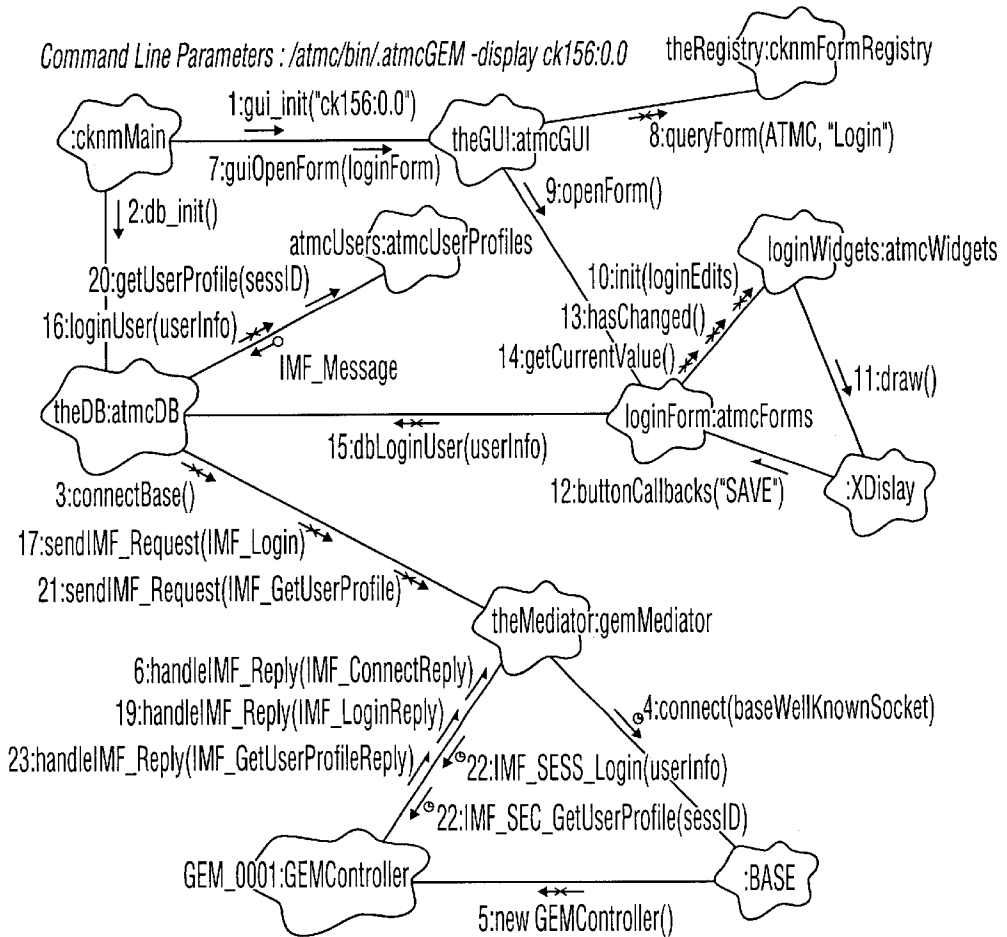 Command Line Parameters : /atmc/bin/.atmcGEM -display ck156:0.0
theRegistry:cknmFormRegistry
1:gui_init("ck156:0.0")
:cknmMain
theGUI:atmcGUI
8:queryForm(ATMC, "Login")
7:guiOpenForm(loginForm)
9:openForm()
2:db_init()
atmcUsers:atmcUserProfiles
loginWidgets:atmcWidgets
20:getUserProfile(sessID)
10:init(loginEdits)
16:loginUser(userInfo)
13:hasChanged()
14:getCurrentValue()
IMF_Message
11:draw()
theDB:atmcDB
loginForm:atmcForms
15:dbLoginUser(userInfo)
3:connectBase()
12:buttonCallbacks("SAVE")
:XDislay
17:sendIMF_Request(IMF_Login)
21:sendIMF_Request(IMF_GetUserProfile)
theMediator:gemMediator
6:handleIMF_Reply(IMF_ConnectReply)
19:handleIMF_Reply(IMF_LoginReply)
4:connect(baseWellKnownSocket)
23:handleIMF_Reply(IMF_GetUserProfileReply)
22:IMF_SESS_Login(userInfo)
22:IMF_SEC_GetUserProfile(sessID)
GEM_0001:GEMController
:BASE
5:new GEMController()